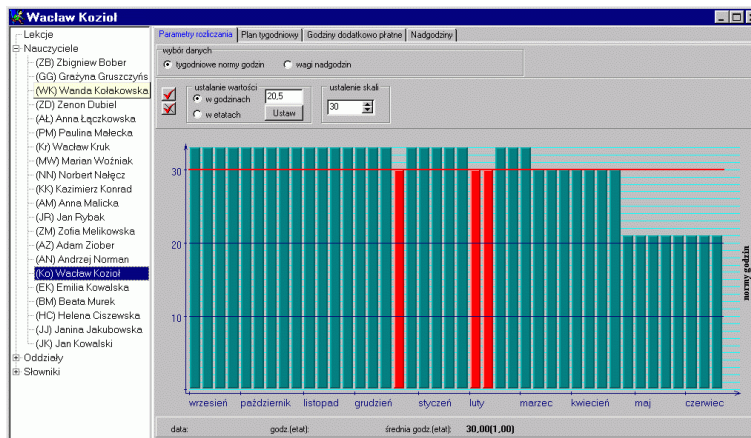 Wacław Kozioł
Lekcje
Nauczyciele
(ZB) Zbigniew Bober
(GG) Grażyna Gruszczyńs
(WK) Wanda Kołakowska
(ZD) Zenon Dubiel
(AŁ) Anna Łączkowska
(PM) Paulina Małecka
(Kr) Wacław Kruk
(MW) Marian Woźniak
(NN) Norbert Nałęcz
(KK) Kazimierz Konrad
(AM) Anna Malicka
(JR) Jan Rybak
(ZM) Zofia Melikowska
(AZ) Adam Ziober
(AN) Andrzej Norman
(Ko) Wacław Kozioł
(EK) Emilia Kowalska
(BM) Beata Murek
(HC) Helena Ciszewska
(JJ) Janina Jakubowska
(JK) Jan Kowalski
Oddziały
Słowniki
Parametry rozliczania Plan tygodniowy Godziny dodatkowo płatne Nadgodziny
wybór danych
tygodniowe normy godzin wagi nadgodzin
ustalanie wartości ustalenie skali
w godzinach 20,5 30
w etatach Ustaw
30
20
10
normy godzin
wrzesień październik listopad grudzień styczeń luty marzec kwiecień maj czerwiec
data: godz.(etat): średnia godz.(etat): 30,00(1,00)